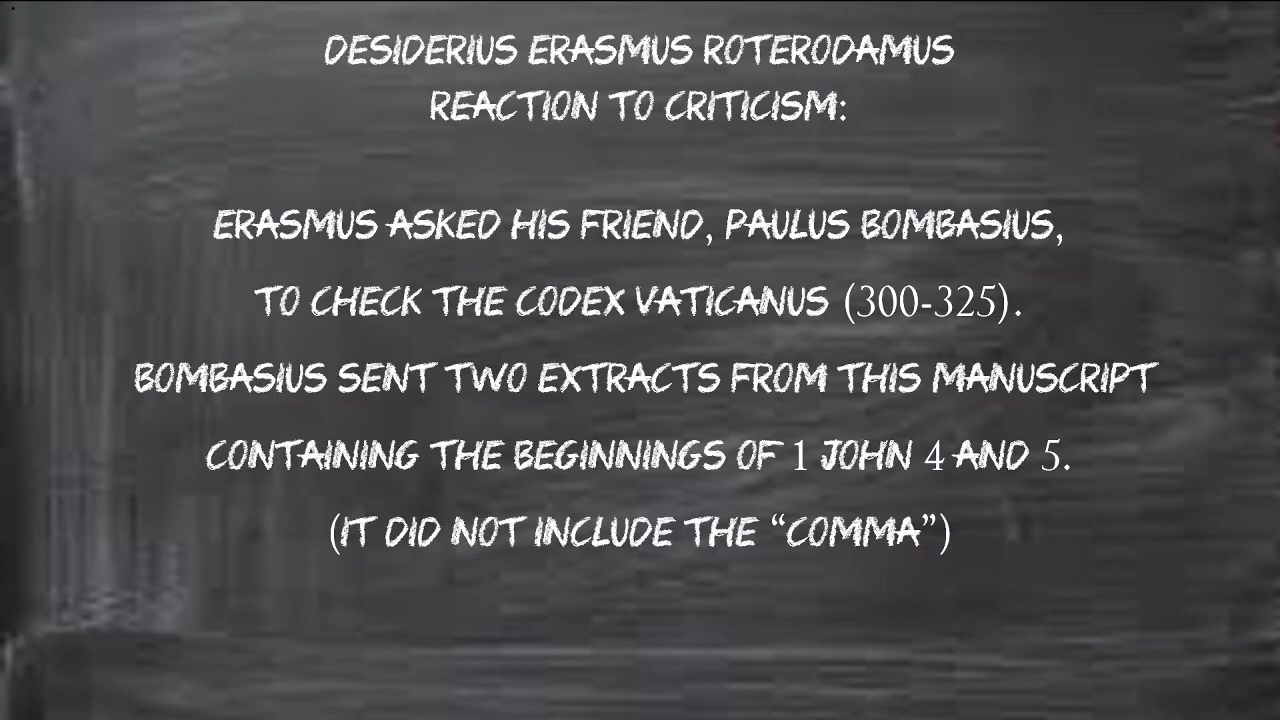 DESIDERIUS ERASMUS ROTERODAMUS
REACTION TO CRITICISM:
ERASMUS ASKED HIS FRIEND, PAULUS BOMBASIUS,
TO CHECK THE CODEX VATICANUS (300-325).
BOMBASIUS SENT TWO EXTRACTS FROM THIS MANUSCRIPT
CONTAINING THE BEGINNINGS OF 1 JOHN 4 AND 5.
(IT DID NOT INCLUDE THE “COMMA”)